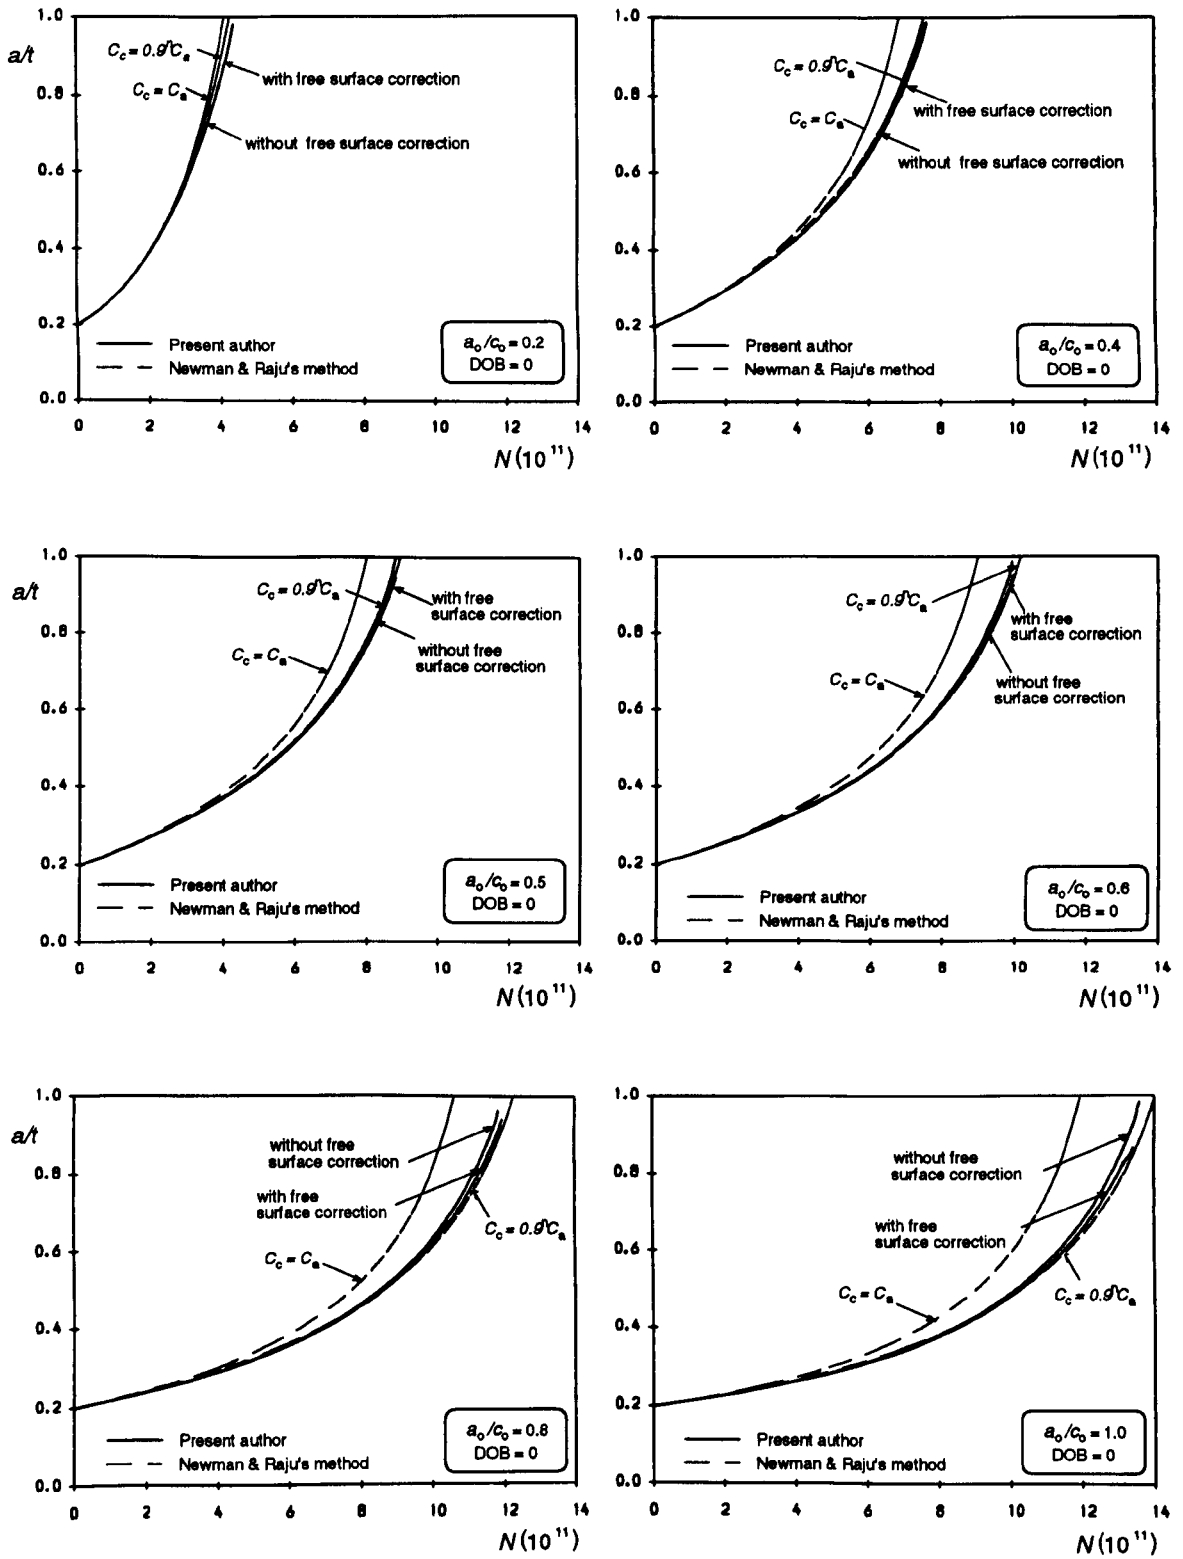 a/t
1.0
0.8
0.6
0.4
0.2
0.0
C_c = 0.9^n C_a
C_c = C_a
with free surface correction
without free surface correction
Present author
Newman & Raju's method
a_o/c_o = 0.2
DOB = 0
0 2 4 6 8 10 12 14
N(10^11)
1.0
0.8
0.6
0.4
0.2
0.0
C_c = 0.9^n C_a
C_c = C_a
with free surface correction
without free surface correction
Present author
Newman & Raju's method
a_o/c_o = 0.4
DOB = 0
0 2 4 6 8 10 12 14
N(10^11)
a/t
1.0
0.8
0.6
0.4
0.2
0.0
C_c = 0.9^n C_a
with free
surface correction
C_c = C_a
without free
surface correction
Present author
Newman & Raju's method
a_o/c_o = 0.5
DOB = 0
0 2 4 6 8 10 12 14
N(10^11)
1.0
0.8
0.6
0.4
0.2
0.0
C_c = 0.9^n C_a
with free
surface correction
C_c = C_a
without free
surface correction
Present author
Newman & Raju's method
a_o/c_o = 0.6
DOB = 0
0 2 4 6 8 10 12 14
N(10^11)
a/t
1.0
0.8
0.6
0.4
0.2
0.0
without free
surface correction
with free
surface correction
C_c = 0.9^n C_a
C_c = C_a
Present author
Newman & Raju's method
a_o/c_o = 0.8
DOB = 0
0 2 4 6 8 10 12 14
N(10^11)
1.0
0.8
0.6
0.4
0.2
0.0
without free
surface correction
with free
surface correction
C_c = C_a
C_c = 0.9^n C_a
Present author
Newman & Raju's method
a_o/c_o = 1.0
DOB = 0
0 2 4 6 8 10 12 14
N(10^11)